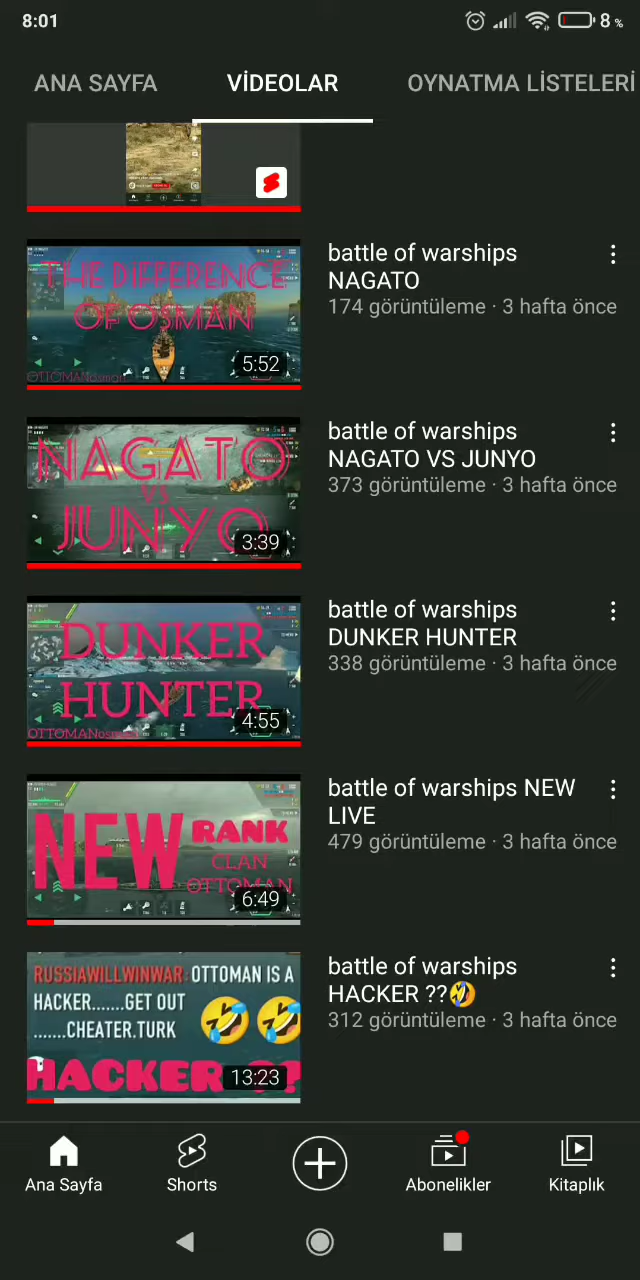 8:01
8 %
ANA SAYFA
VİDEOLAR
OYNATMA LİSTELERİ
THE DIFFERENCE
OF OSMAN
OTTOMANosman
5:52
battle of warships
NAGATO
174 görüntüleme · 3 hafta önce
NAGATO
VS
JUNYO
3:39
battle of warships
NAGATO VS JUNYO
373 görüntüleme · 3 hafta önce
DUNKER
HUNTER
OTTOMANosman
4:55
battle of warships
DUNKER HUNTER
338 görüntüleme · 3 hafta önce
NEW RANK
CLAN
OTTOMAN
6:49
battle of warships NEW
LIVE
479 görüntüleme · 3 hafta önce
RUSSIAWILLWINWAR: OTTOMAN IS A
HACKER.......GET OUT
......CHEATER.TURK
HACKER ??
13:23
battle of warships
HACKER ??🤣
312 görüntüleme · 3 hafta önce
Ana Sayfa
Shorts
Abonelikler
Kitaplık